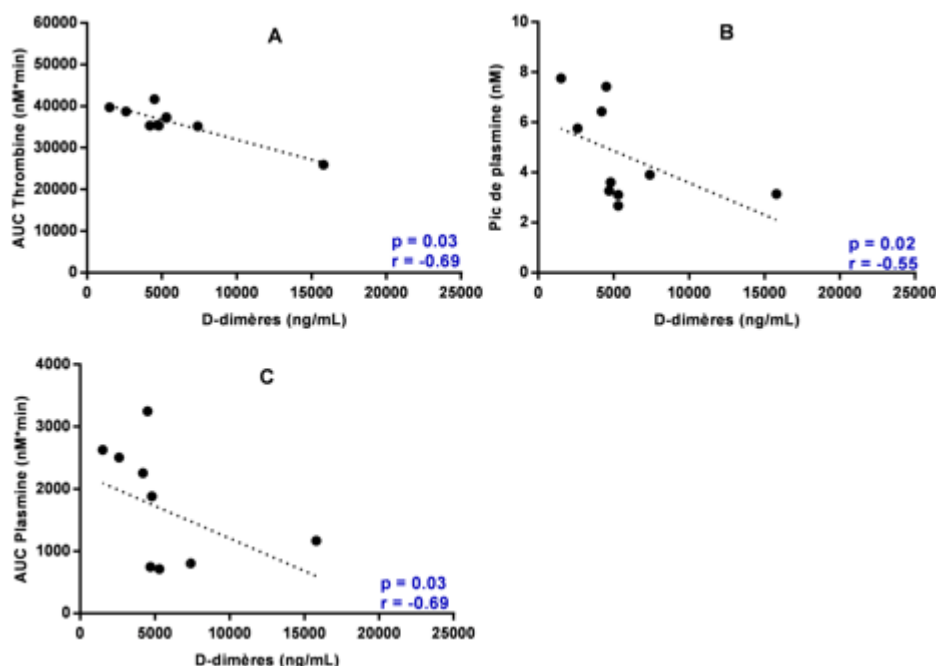 A
AUC Thrombine (nM*min)
60000
50000
40000
30000
20000
10000
0
0 5000 10000 15000 20000 25000
D-dimères (ng/mL)
p = 0.03
r = -0.69
B
Pic de plasmine (nM)
10
8
6
4
2
0
0 5000 10000 15000 20000 25000
D-dimères (ng/mL)
p = 0.02
r = -0.55
C
AUC Plasmine (nM*min)
4000
3000
2000
1000
0
0 5000 10000 15000 20000 25000
D-dimères (ng/mL)
p = 0.03
r = -0.69